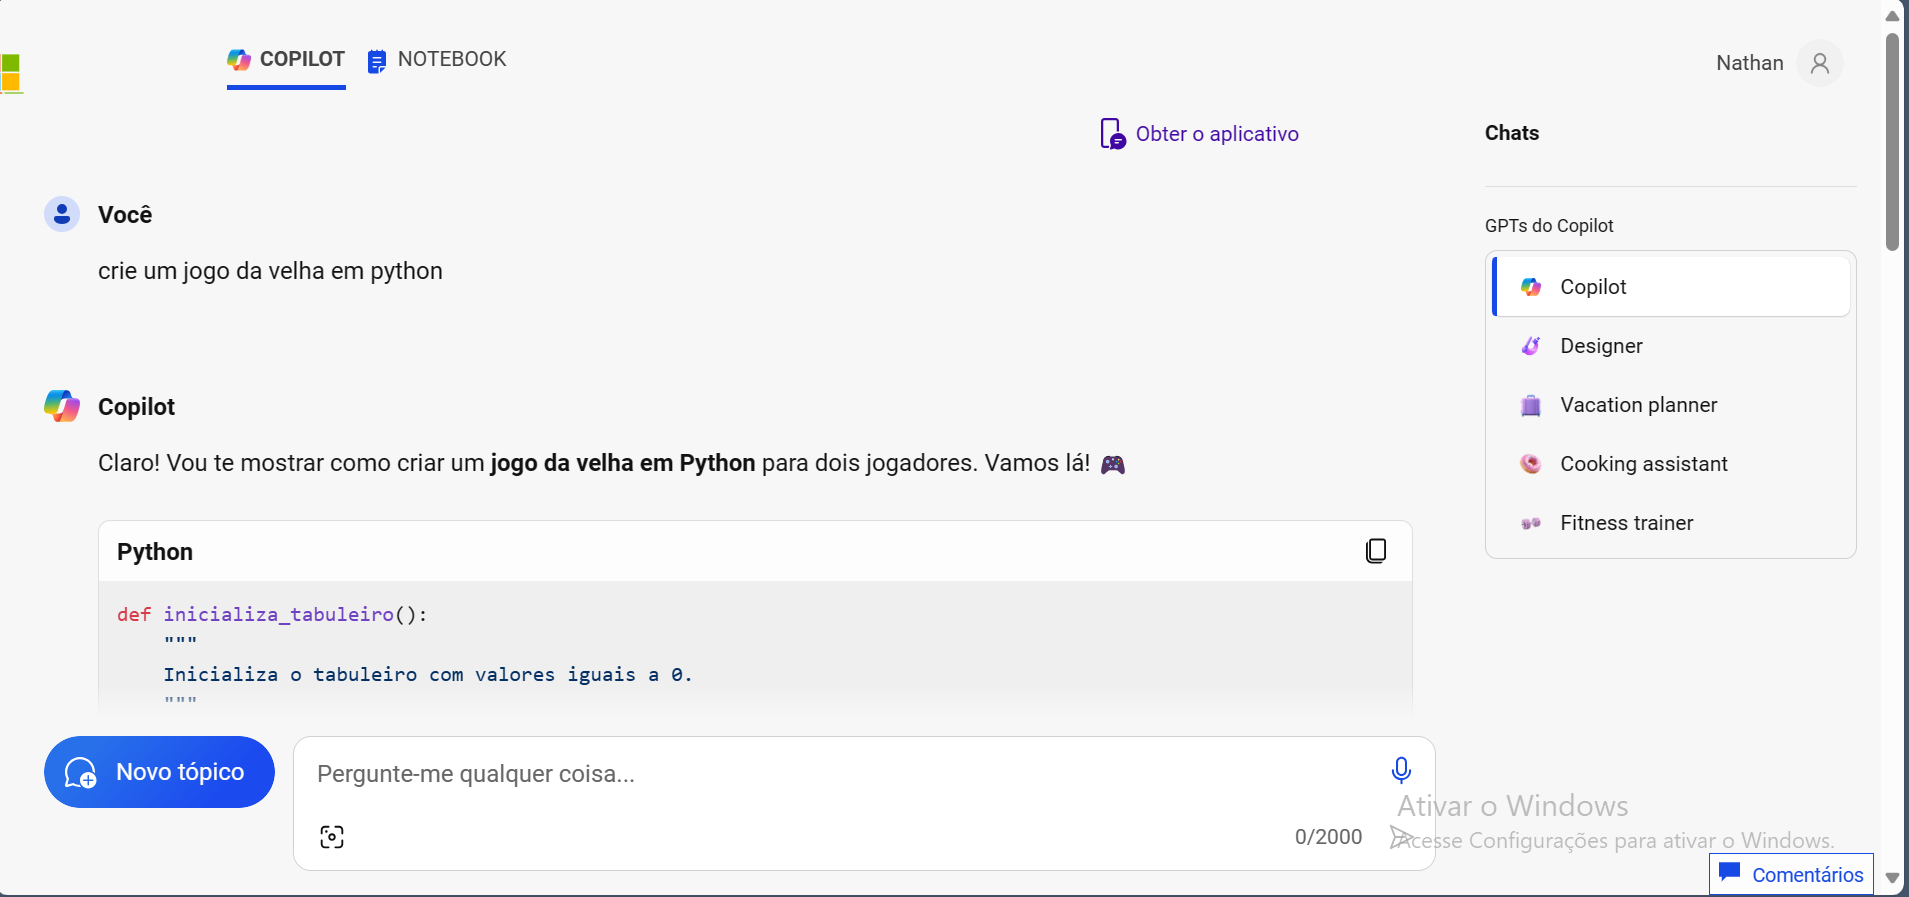 COPILOT
NOTEBOOK
Nathan
Obter o aplicativo
Chats
Você
GPTs do Copilot
crie um jogo da velha em python
Copilot
Designer
Vacation planner
Cooking assistant
Fitness trainer
Copilot
Claro! Vou te mostrar como criar um jogo da velha em Python para dois jogadores. Vamos lá! 🎮
Python
def inicializa_tabuleiro():
"""
Inicializa o tabuleiro com valores iguais a 0.
"""
Novo tópico
Pergunte-me qualquer coisa...
0/2000
Ativar o Windows
Acesse Configurações para ativar o Windows.
Comentários